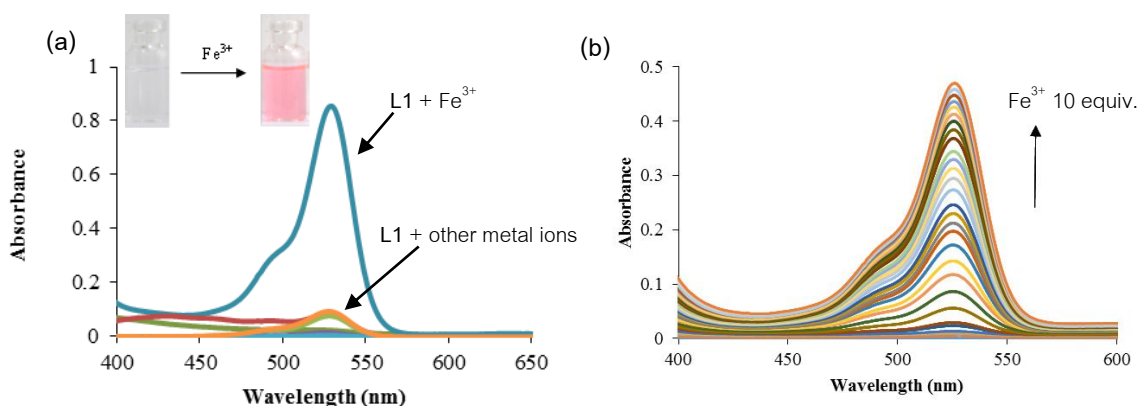 (a)
Fe³⁺
L1 + Fe³⁺
L1 + other metal ions
Absorbance
1
0.8
0.6
0.4
0.2
0
400
450
500
550
600
650
Wavelength (nm)
(b)
Fe³⁺ 10 equiv.
Absorbance
0.5
0.4
0.3
0.2
0.1
0
400
450
500
550
600
Wavelength (nm)